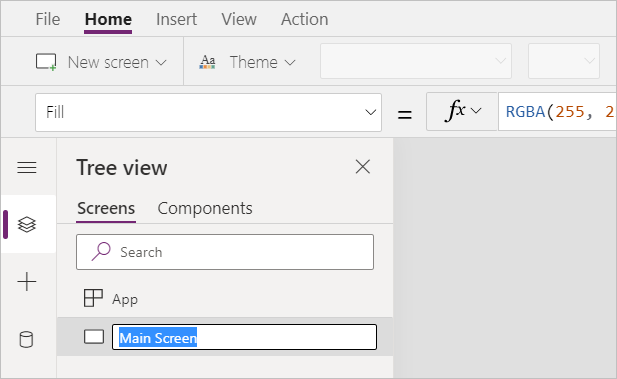 File Home Insert View Action
New screen Aa Theme
Fill = fx RGBA(255, 2
Tree view
Screens Components
Search
App
Main Screen